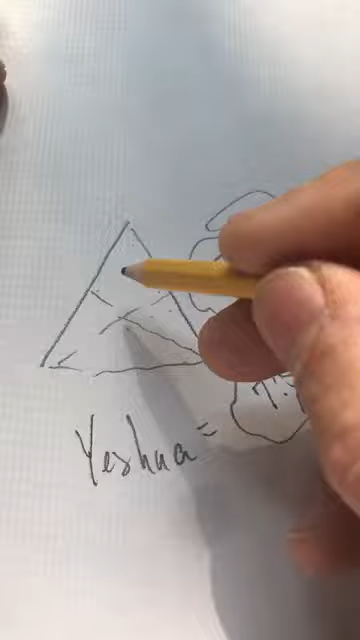 Yeshua =